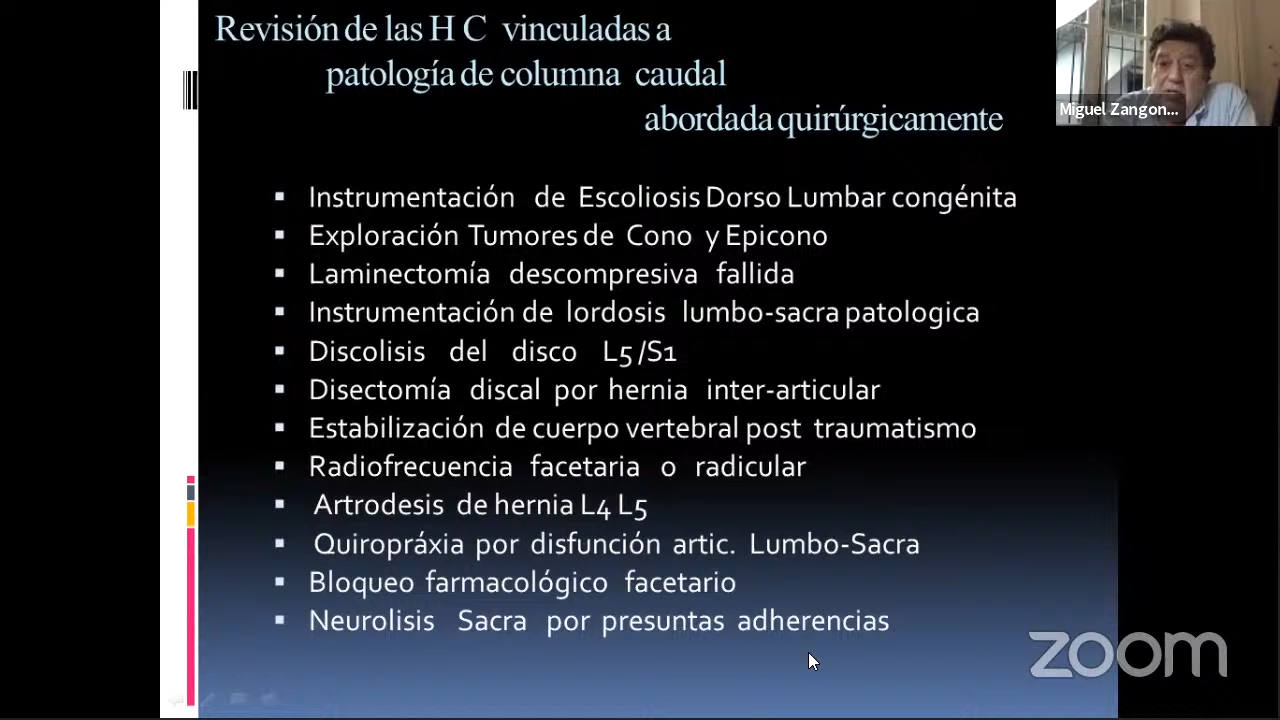 Revisión de las H C vinculadas a
patología de columna caudal
abordada quirúrgicamente
Miguel Zangon...
Instrumentación de Escoliosis Dorso Lumbar congénita
Exploración Tumores de Cono y Epicono
Laminectomía descompresiva fallida
Instrumentación de lordosis lumbo-sacra patologica
Discolisis del disco L5/S1
Disectomía discal por hernia inter-articular
Estabilización de cuerpo vertebral post traumatismo
Radiofrecuencia facetaria o radicular
Artrodesis de hernia L4 L5
Quiropráxia por disfunción artic. Lumbo-Sacra
Bloqueo farmacológico facetario
Neurolisis Sacra por presuntas adherencias
zoom